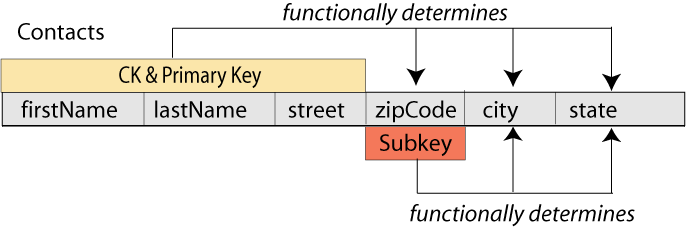 functionally determines
Contacts
CK & Primary Key
firstName lastName street zipCode city state
Subkey
functionally determines